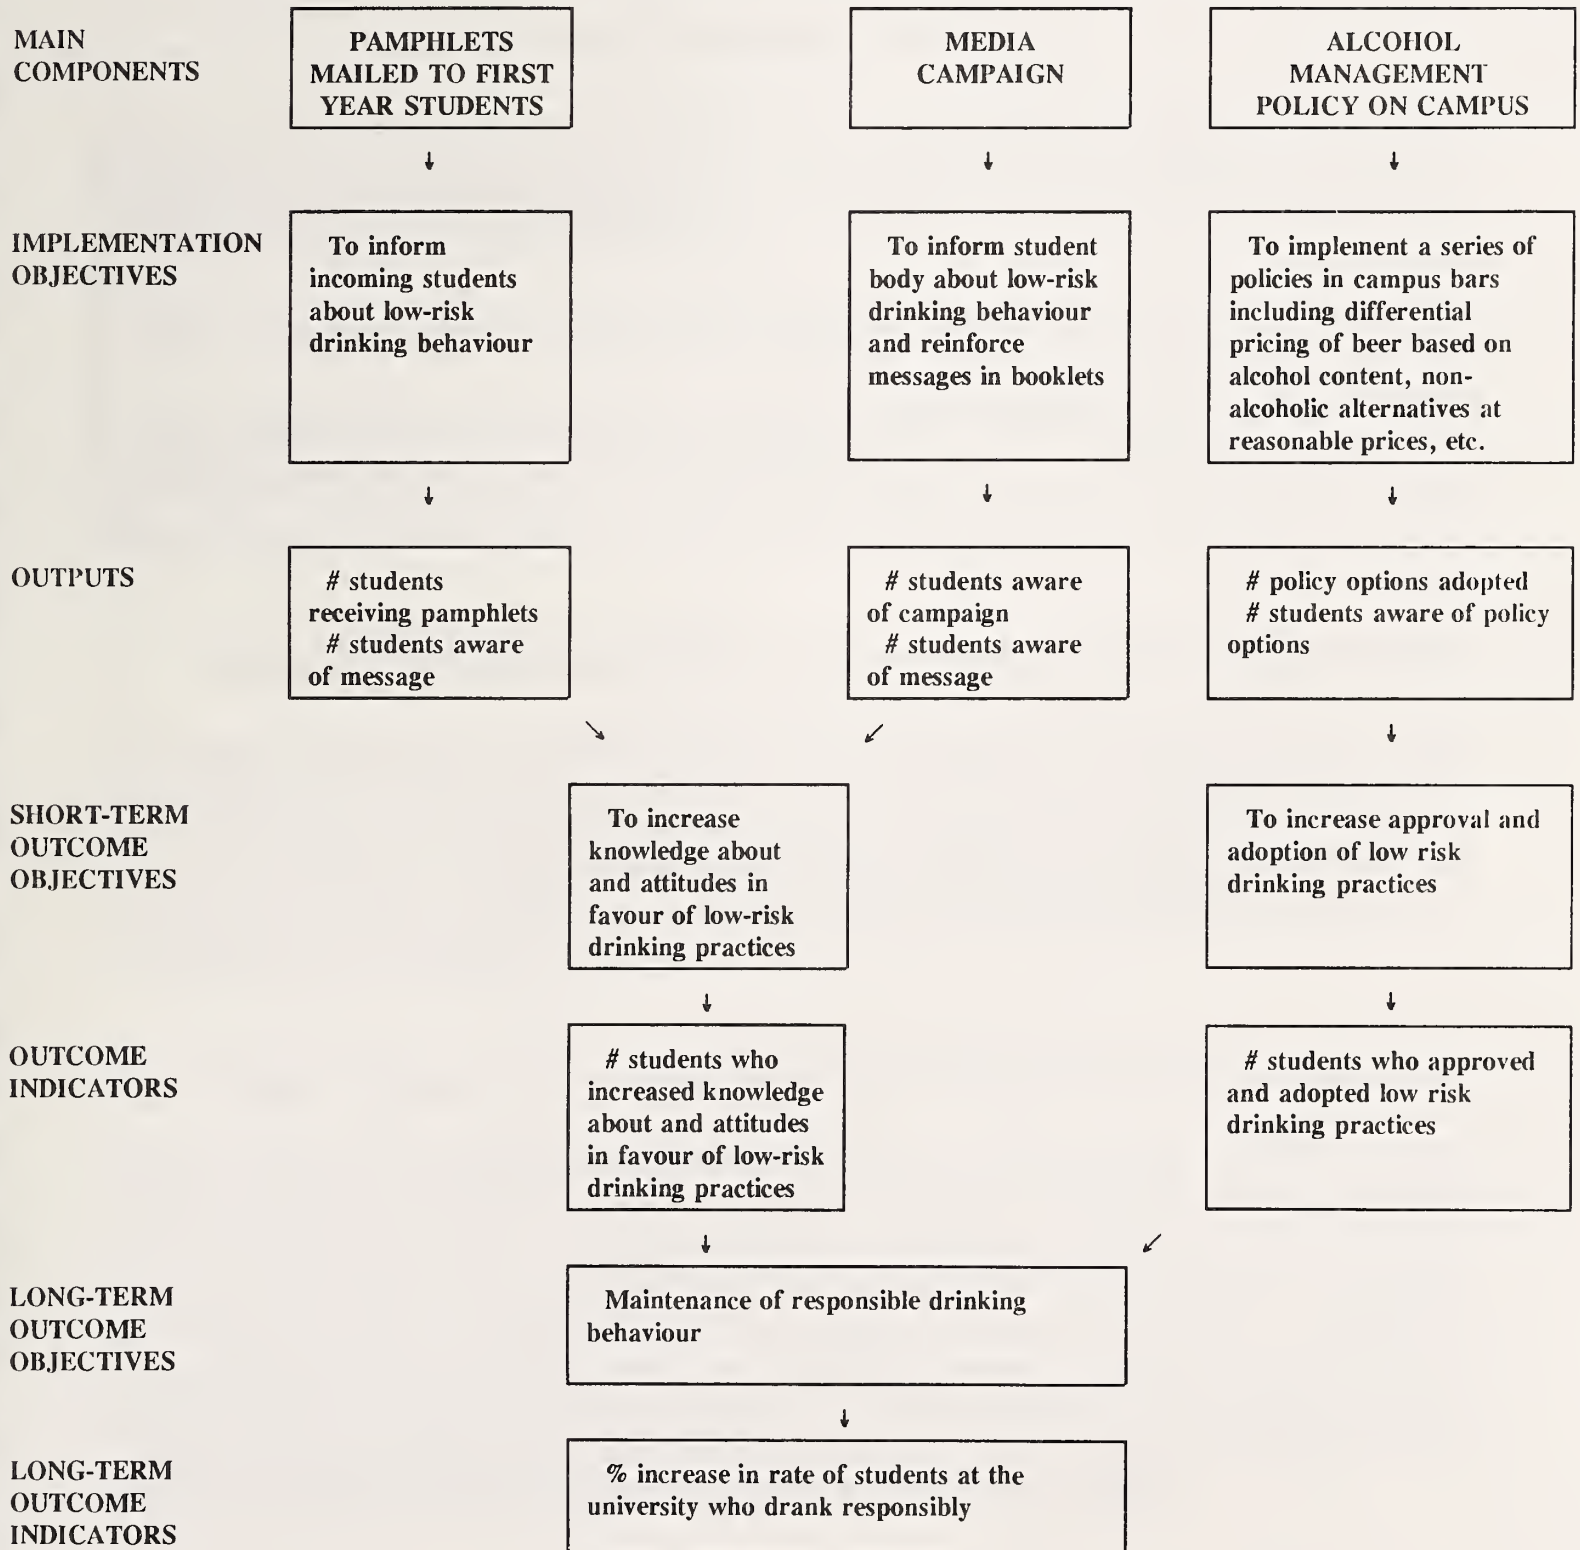 MAIN
COMPONENTS
PAMPHLETS
MAILED TO FIRST
YEAR STUDENTS
MEDIA
CAMPAIGN
ALCOHOL
MANAGEMENT
POLICY ON CAMPUS
IMPLEMENTATION
OBJECTIVES
To inform
incoming students
about low-risk
drinking behaviour
To inform student
body about low-risk
drinking behaviour
and reinforce
messages in booklets
To implement a series of
policies in campus bars
including differential
pricing of beer based on
alcohol content, non-
alcoholic alternatives at
reasonable prices, etc.
OUTPUTS
# students
receiving pamphlets
# students aware
of message
# students aware
of campaign
# students aware
of message
# policy options adopted
# students aware of policy
options
SHORT-TERM
OUTCOME
OBJECTIVES
To increase
knowledge about
and attitudes in
favour of low-risk
drinking practices
To increase approval and
adoption of low risk
drinking practices
OUTCOME
INDICATORS
# students who
increased knowledge
about and attitudes
in favour of low-risk
drinking practices
# students who approved
and adopted low risk
drinking practices
LONG-TERM
OUTCOME
OBJECTIVES
Maintenance of responsible drinking
behaviour
LONG-TERM
OUTCOME
INDICATORS
% increase in rate of students at the
university who drank responsibly